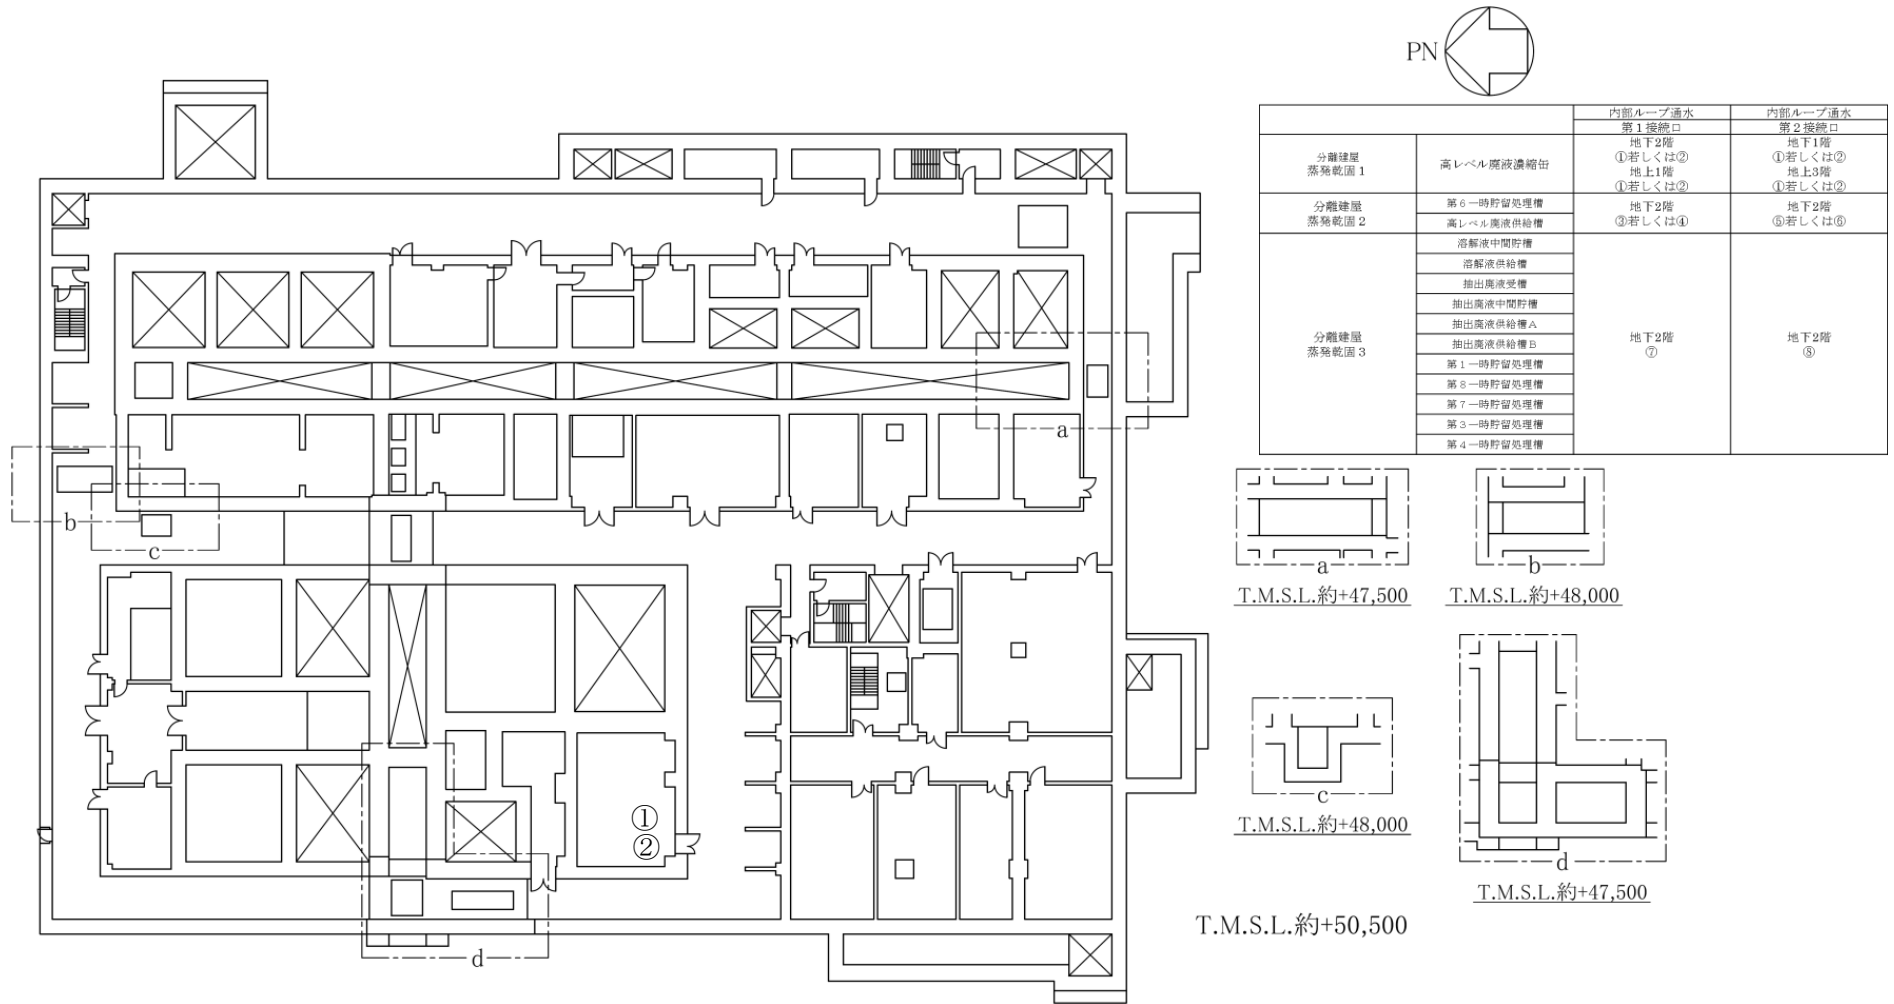 PN
内部ループ通水
内部ループ通水
第1接続口
第2接続口
分離建屋
蒸発乾固1
高レベル廃液濃縮缶
地下2階
①若しくは②
地上1階
①若しくは②
地下1階
①若しくは②
地上3階
①若しくは②
分離建屋
蒸発乾固2
第6一時貯留処理槽
高レベル廃液供給槽
地下2階
③若しくは④
地下2階
⑤若しくは⑥
分離建屋
蒸発乾固3
溶解液中間貯槽
溶解液供給槽
抽出廃液受槽
抽出廃液中間貯槽
抽出廃液供給槽A
抽出廃液供給槽B
第1一時貯留処理槽
第8一時貯留処理槽
第7一時貯留処理槽
第3一時貯留処理槽
第4一時貯留処理槽
地下2階
⑦
地下2階
⑧
a
b
c
d
①
②
a
T.M.S.L.約+47,500
b
T.M.S.L.約+48,000
c
T.M.S.L.約+48,000
d
T.M.S.L.約+47,500
T.M.S.L.約+50,500